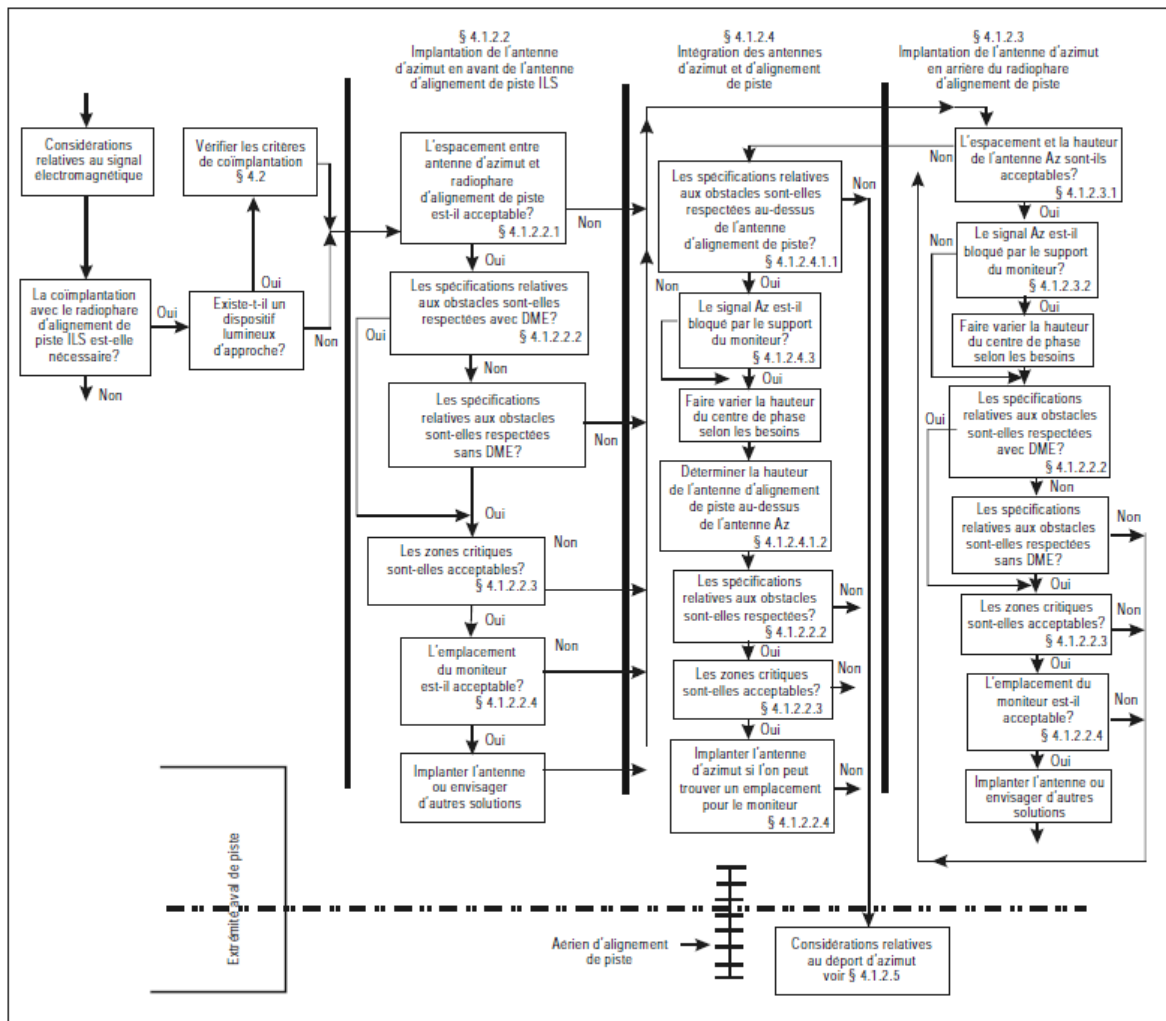 § 4.1.2.2
Implantation de l'antenne
d'azimut en avant de l'antenne
d'alignement de piste ILS
§ 4.1.2.4
Intégration des antennes
d'azimut et d'alignement de
piste
§ 4.1.2.3
Implantation de l'antenne d'azimut
en arrière du radiophare
d'alignement de piste
Considérations
relatives au signal
électromagnétique
La coïmplantation
avec le radiophare
d'alignement de
piste ILS est-elle
nécessaire?
Oui
Non
Vérifier les critères
de coïmplantation
§ 4.2
Oui
Existe-t-il un
dispositif
lumineux
d'approche?
Non
L'espacement entre
antenne d'azimut et
radiophare
d'alignement de piste
est-il acceptable?
§ 4.1.2.2.1
Non
Oui
Les spécifications relatives
aux obstacles sont-elles
respectées avec DME?
§ 4.1.2.2.2
Oui
Non
Les spécifications
relatives aux obstacles
sont-elles respectées
sans DME?
Non
Oui
Les zones critiques
sont-elles acceptables?
§ 4.1.2.2.3
Non
Oui
L'emplacement
du moniteur
est-il acceptable?
§ 4.1.2.2.4
Non
Oui
Implanter l'antenne
ou envisager
d'autres solutions
Les spécifications relatives
aux obstacles sont-elles
respectées au-dessus
de l'antenne
d'alignement de piste?
§ 4.1.2.4.1.1
Non
Oui
Non
Le signal Az est-il
bloqué par le support
du moniteur?
§ 4.1.2.4.3
Oui
Faire varier la hauteur
du centre de phase
selon les besoins
Déterminer la hauteur
de l'antenne d'alignement
de piste au-dessus
de l'antenne Az
§ 4.1.2.4.1.2
Les spécifications
relatives aux obstacles
sont-elles respectées?
§ 4.1.2.2.2
Non
Oui
Les zones critiques
sont-elles acceptables?
§ 4.1.2.2.3
Non
Oui
Implanter l'antenne
d'azimut si l'on peut
trouver un emplacement
pour le moniteur
§ 4.1.2.2.4
Non
L'espacement et la hauteur
de l'antenne Az sont-ils
acceptables?
§ 4.1.2.3.1
Non
Oui
Le signal Az est-il
bloqué par le support
du moniteur?
§ 4.1.2.3.2
Non
Oui
Faire varier la hauteur
du centre de phase
selon les besoins
Les spécifications
relatives aux obstacles
sont-elles respectées
avec DME?
§ 4.1.2.2.2
Oui
Non
Les spécifications
relatives aux obstacles
sont-elles respectées
sans DME?
Non
Oui
Les zones critiques
sont-elles acceptables?
§ 4.1.2.2.3
Non
Oui
L'emplacement du
moniteur est-il
acceptable?
§ 4.1.2.2.4
Non
Oui
Implanter l'antenne ou
envisager d'autres
solutions
Extrémité aval de piste
Aérien d'alignement
de piste
Considérations relatives
au déport d'azimut
voir § 4.1.2.5